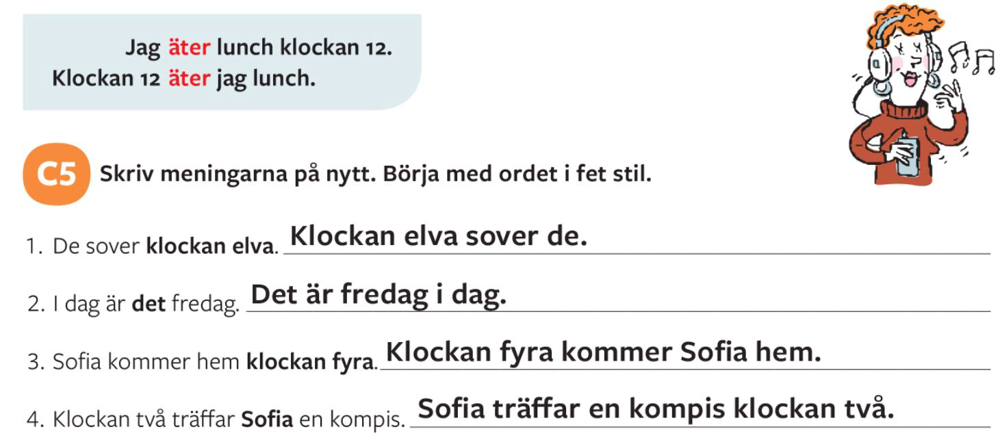 Jag äter lunch klockan 12.
Klockan 12 äter jag lunch.
C5 Skriv meningarna på nytt. Börja med ordet i fet stil.
1. De sover klockan elva. Klockan elva sover de.
2. I dag är det fredag. Det är fredag i dag.
3. Sofia kommer hem klockan fyra. Klockan fyra kommer Sofia hem.
4. Klockan två träffar Sofia en kompis. Sofia träffar en kompis klockan två.